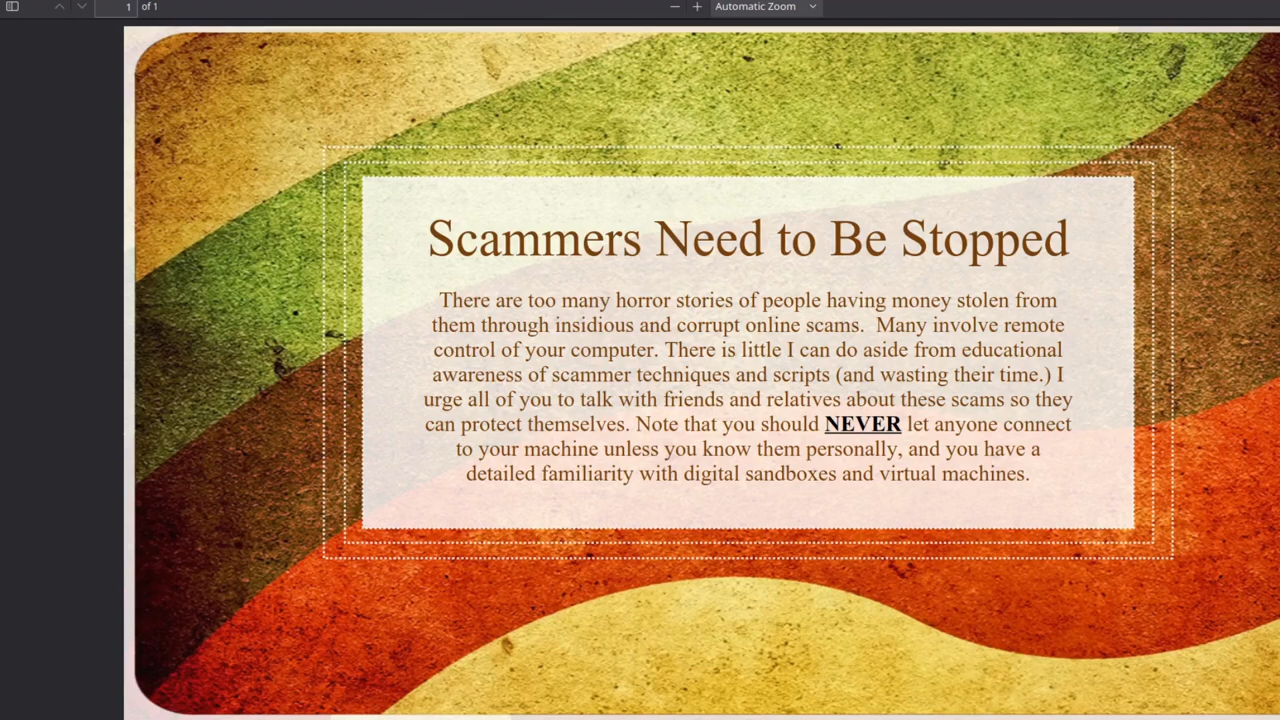 1 of 1 Automatic Zoom
Scammers Need to Be Stopped
There are too many horror stories of people having money stolen from
them through insidious and corrupt online scams.  Many involve remote
control of your computer. There is little I can do aside from educational
awareness of scammer techniques and scripts (and wasting their time.) I
urge all of you to talk with friends and relatives about these scams so they
can protect themselves. Note that you should NEVER let anyone connect
to your machine unless you know them personally, and you have a
detailed familiarity with digital sandboxes and virtual machines.